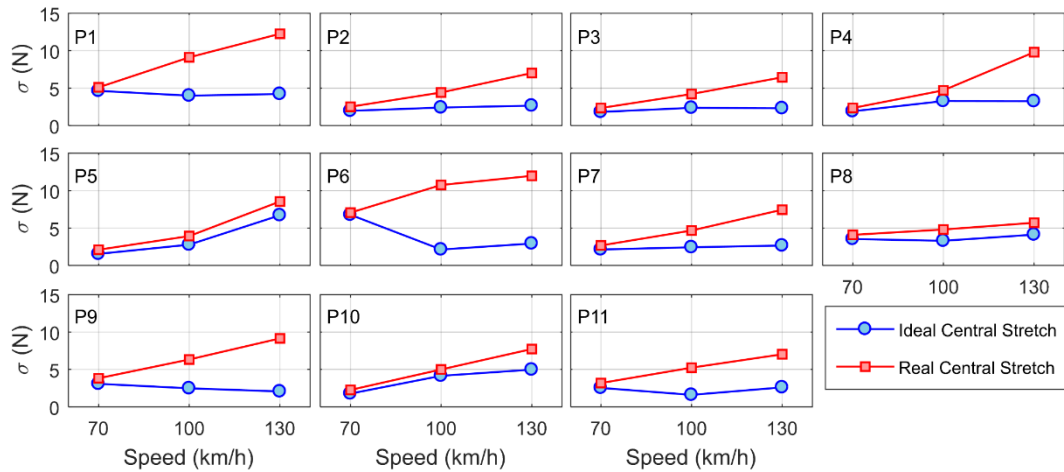 15
10
5
0
σ (N)
P1
P2
P3
P4
15
10
5
0
σ (N)
P5
P6
P7
P8
70 100 130
15
10
5
0
σ (N)
P9
P10
P11
70 100 130
70 100 130
70 100 130
Speed (km/h)
Speed (km/h)
Speed (km/h)
Ideal Central Stretch
Real Central Stretch